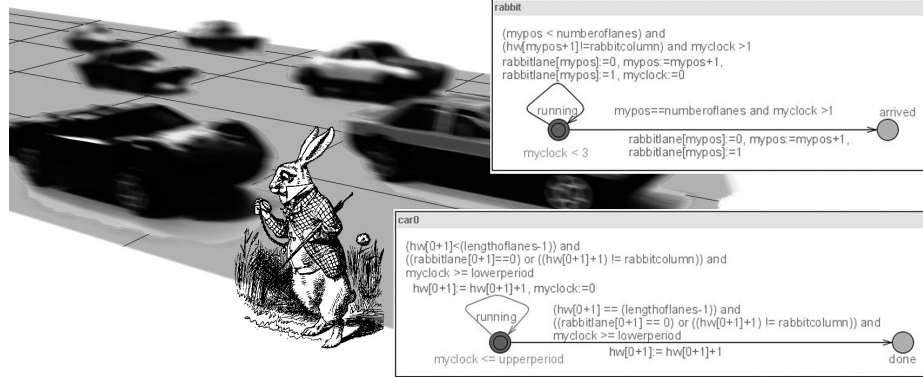 rabbit
(mypos < numberoflanes) and
(hw[mypos+1]!=rabbitcolumn) and myclock >1
rabbitlane[mypos]:=0, mypos:=mypos+1,
rabbitlane[mypos]:=1, myclock:=0
running
mypos==numberoflanes and myclock >1
arrived
myclock < 3
rabbitlane[mypos]:=0, mypos:=mypos+1,
rabbitlane[mypos]:=1
car0
(hw[0+1]<(lengthoflanes-1)) and
((rabbitlane[0+1]==0) or ((hw[0+1]+1) != rabbitcolumn)) and
myclock >= lowerperiod
hw[0+1]:= hw[0+1]+1, myclock:=0
running
(hw[0+1] == (lengthoflanes-1)) and
((rabbitlane[0+1] == 0) or ((hw[0+1]+1) != rabbitcolumn)) and
myclock >= lowerperiod
myclock <= upperperiod
hw[0+1]:= hw[0+1]+1
done